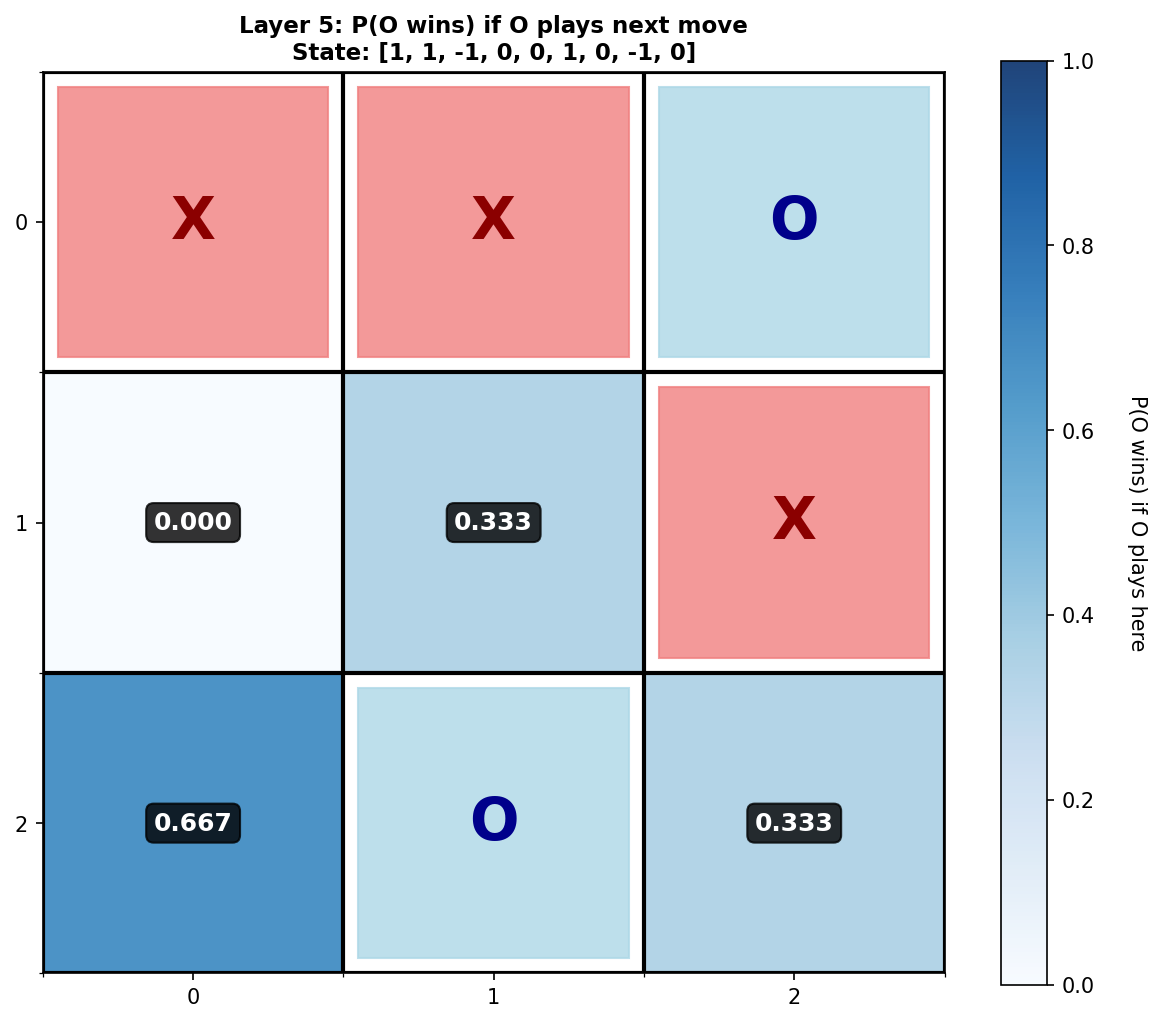 Layer 5: P(O wins) if O plays next move
State: [1, 1, -1, 0, 0, 1, 0, -1, 0]
X X O
0.000 0.333 X
0.667 O 0.333
0
1
2
0 1 2
1.0
0.8
0.6
0.4
0.2
0.0
P(O wins) if O plays here